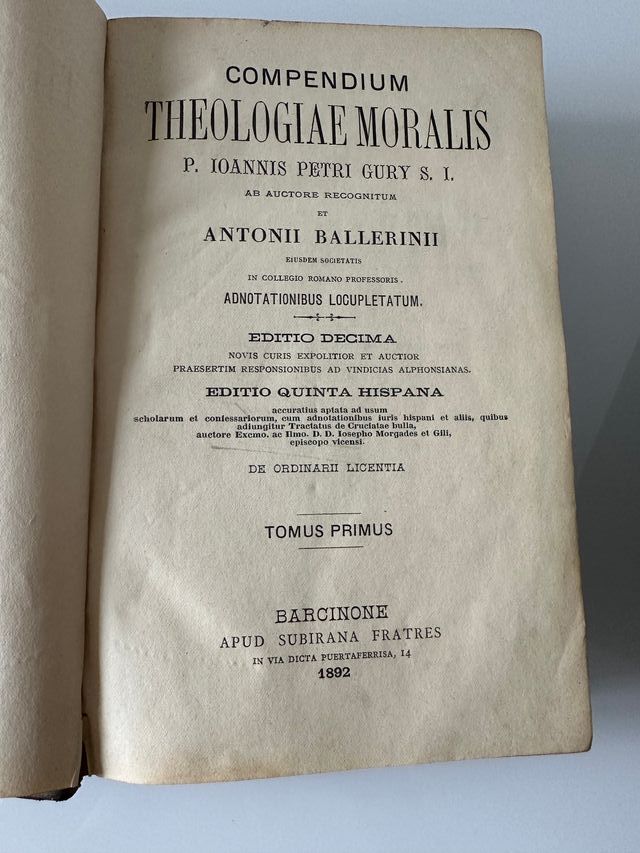 COMPENDIUM
THEOLOGIAE MORALIS
P. IOANNIS PETRI GURY S. I.
AB AUCTORE RECOGNITUM
ET
ANTONII BALLERINII
EIUSDEM SOCIETATIS
IN COLLEGIO ROMANO PROFESSORIS.
ADNOTATIONIBUS LOCUPLETATUM.
EDITIO DECIMA
NOVIS CURIS EXPOLITIOR ET AUCTIOR
PRAESERTIM RESPONSIONIBUS AD VINDICIAS ALPHONSIANAS.
EDITIO QUINTA HISPANA
accuratius aptata ad usum
scholarum et confessariorum, cum adnotationibus iuris hispani et aliis, quibus
adiungitur Tractatus de Cruciatae bulla,
auctore Excmo. ac Ilmo. D. D. Iosepho Morgades et Gili,
episcopo vicensi.
DE ORDINARII LICENTIA
TOMUS PRIMUS
BARCINONE
APUD SUBIRANA FRATRES
IN VIA DICTA PUERTAFERRISA, 14
1892